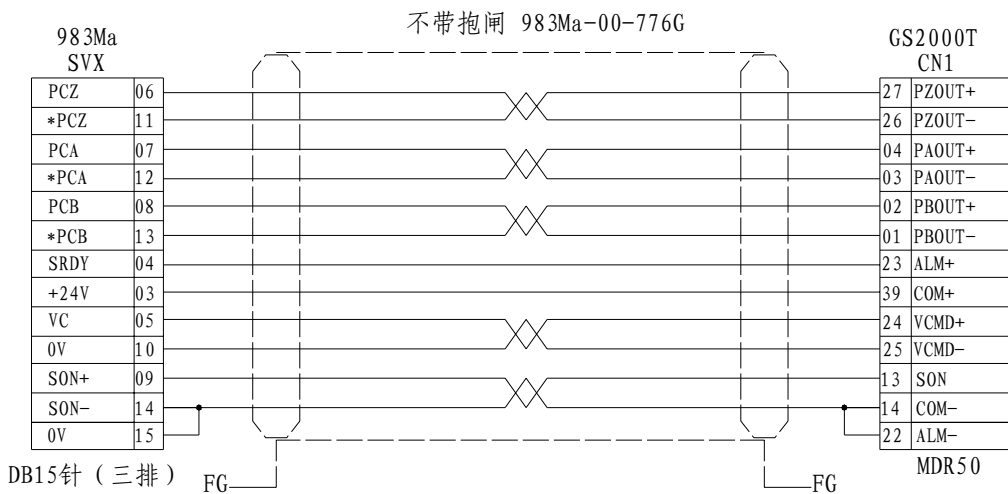 不带抱闸 983Ma-00-776G
983Ma
SVX
GS2000T
CN1
PCZ 06 27 PZOUT+
*PCZ 11 26 PZOUT-
PCA 07 04 PAOUT+
*PCA 12 03 PAOUT-
PCB 08 02 PBOUT+
*PCB 13 01 PBOUT-
SRDY 04 23 ALM+
+24V 03 39 COM+
VC 05 24 VCMD+
0V 10 25 VCMD-
SON+ 09 13 SON
SON- 14 14 COM-
0V 15 22 ALM-
DB15针（三排） FG FG MDR50